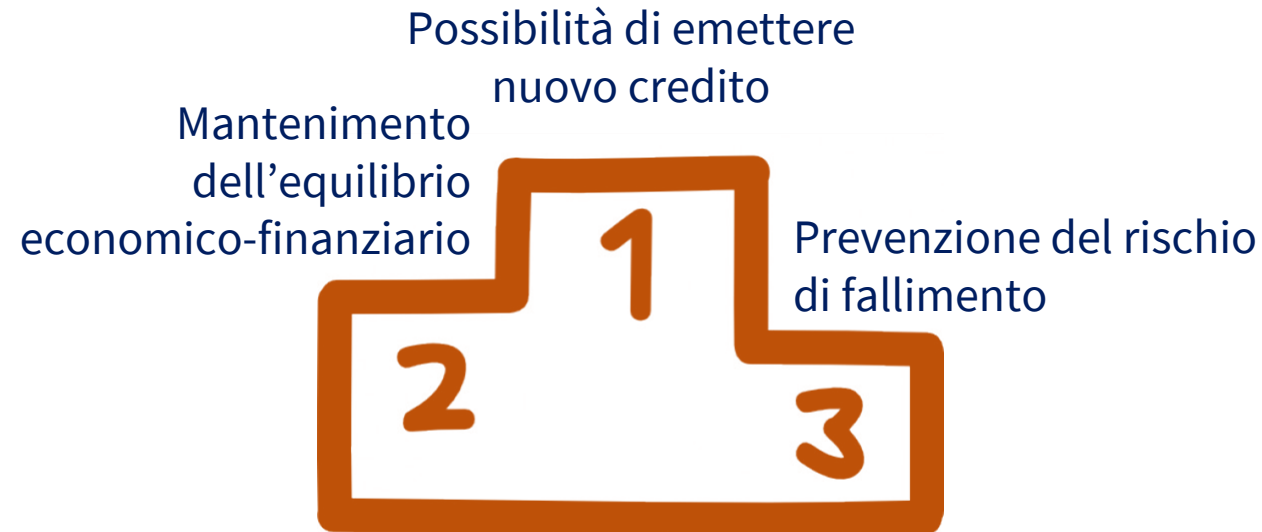 Possibilità di emettere
nuovo credito
Mantenimento
dell’equilibrio
economico-finanziario
Prevenzione del rischio
di fallimento
1
2
3